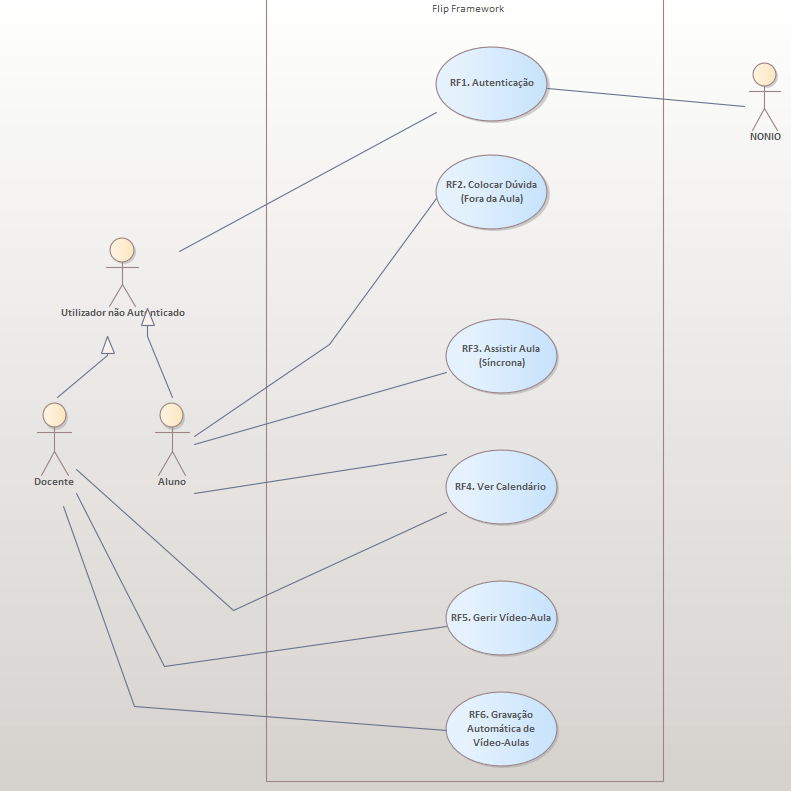 Flip Framework
RF1. Autenticação
NONIO
RF2. Colocar Dúvida
(Fora da Aula)
Utilizador não Autenticado
RF3. Assistir Aula
(Síncrona)
Docente
Aluno
RF4. Ver Calendário
RF5. Gerir Vídeo-Aula
RF6. Gravação
Automática de
Vídeo-Aulas